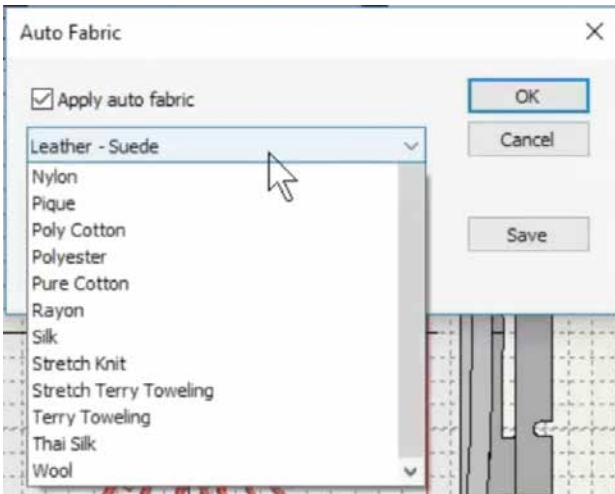 Auto Fabric
Apply auto fabric
OK
Leather - Suede
Cancel
Nylon
Pique
Poly Cotton
Polyester
Save
Pure Cotton
Rayon
Silk
Stretch Knit
Stretch Terry Toweling
Terry Toweling
Thai Silk
Wool